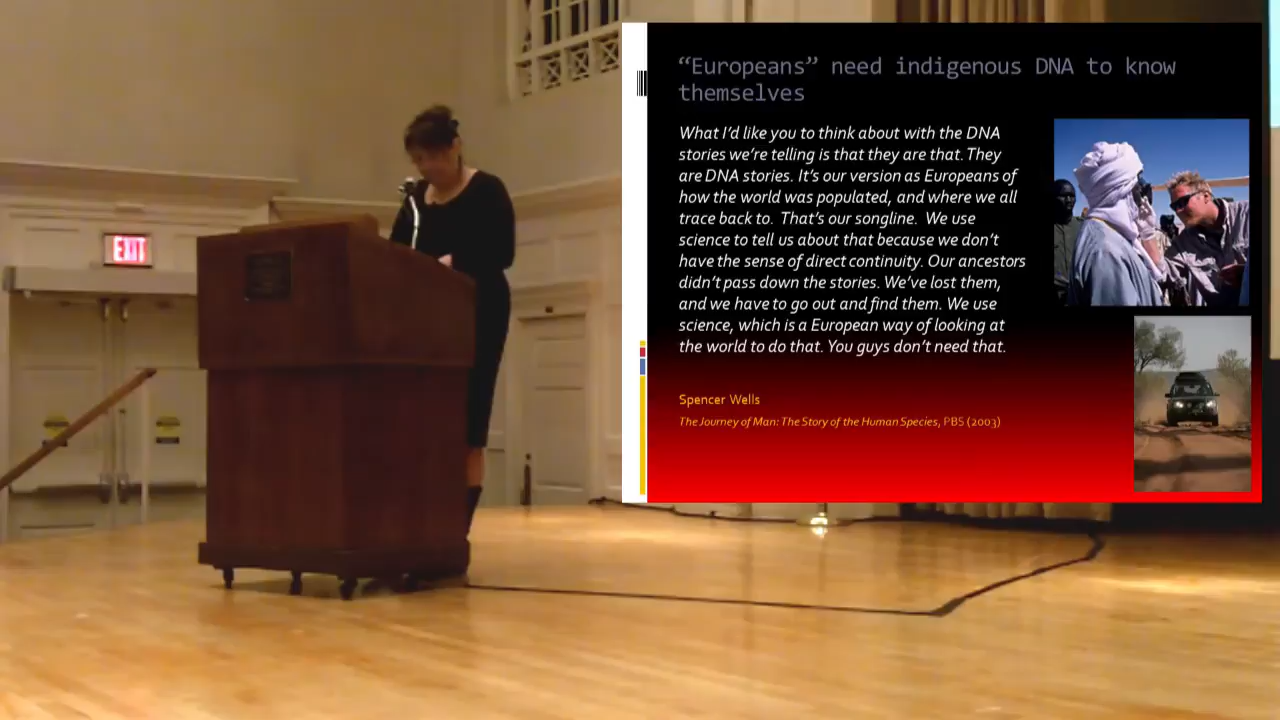 EXIT
“Europeans” need indigenous DNA to know
themselves
What I’d like you to think about with the DNA
stories we’re telling is that they are that. They
are DNA stories. It’s our version as Europeans of
how the world was populated, and where we all
trace back to.  That’s our songline.  We use
science to tell us about that because we don’t
have the sense of direct continuity. Our ancestors
didn’t pass down the stories. We’ve lost them,
and we have to go out and find them. We use
science, which is a European way of looking at
the world to do that. You guys don’t need that.
Spencer Wells
The Journey of Man: The Story of the Human Species, PBS (2003)